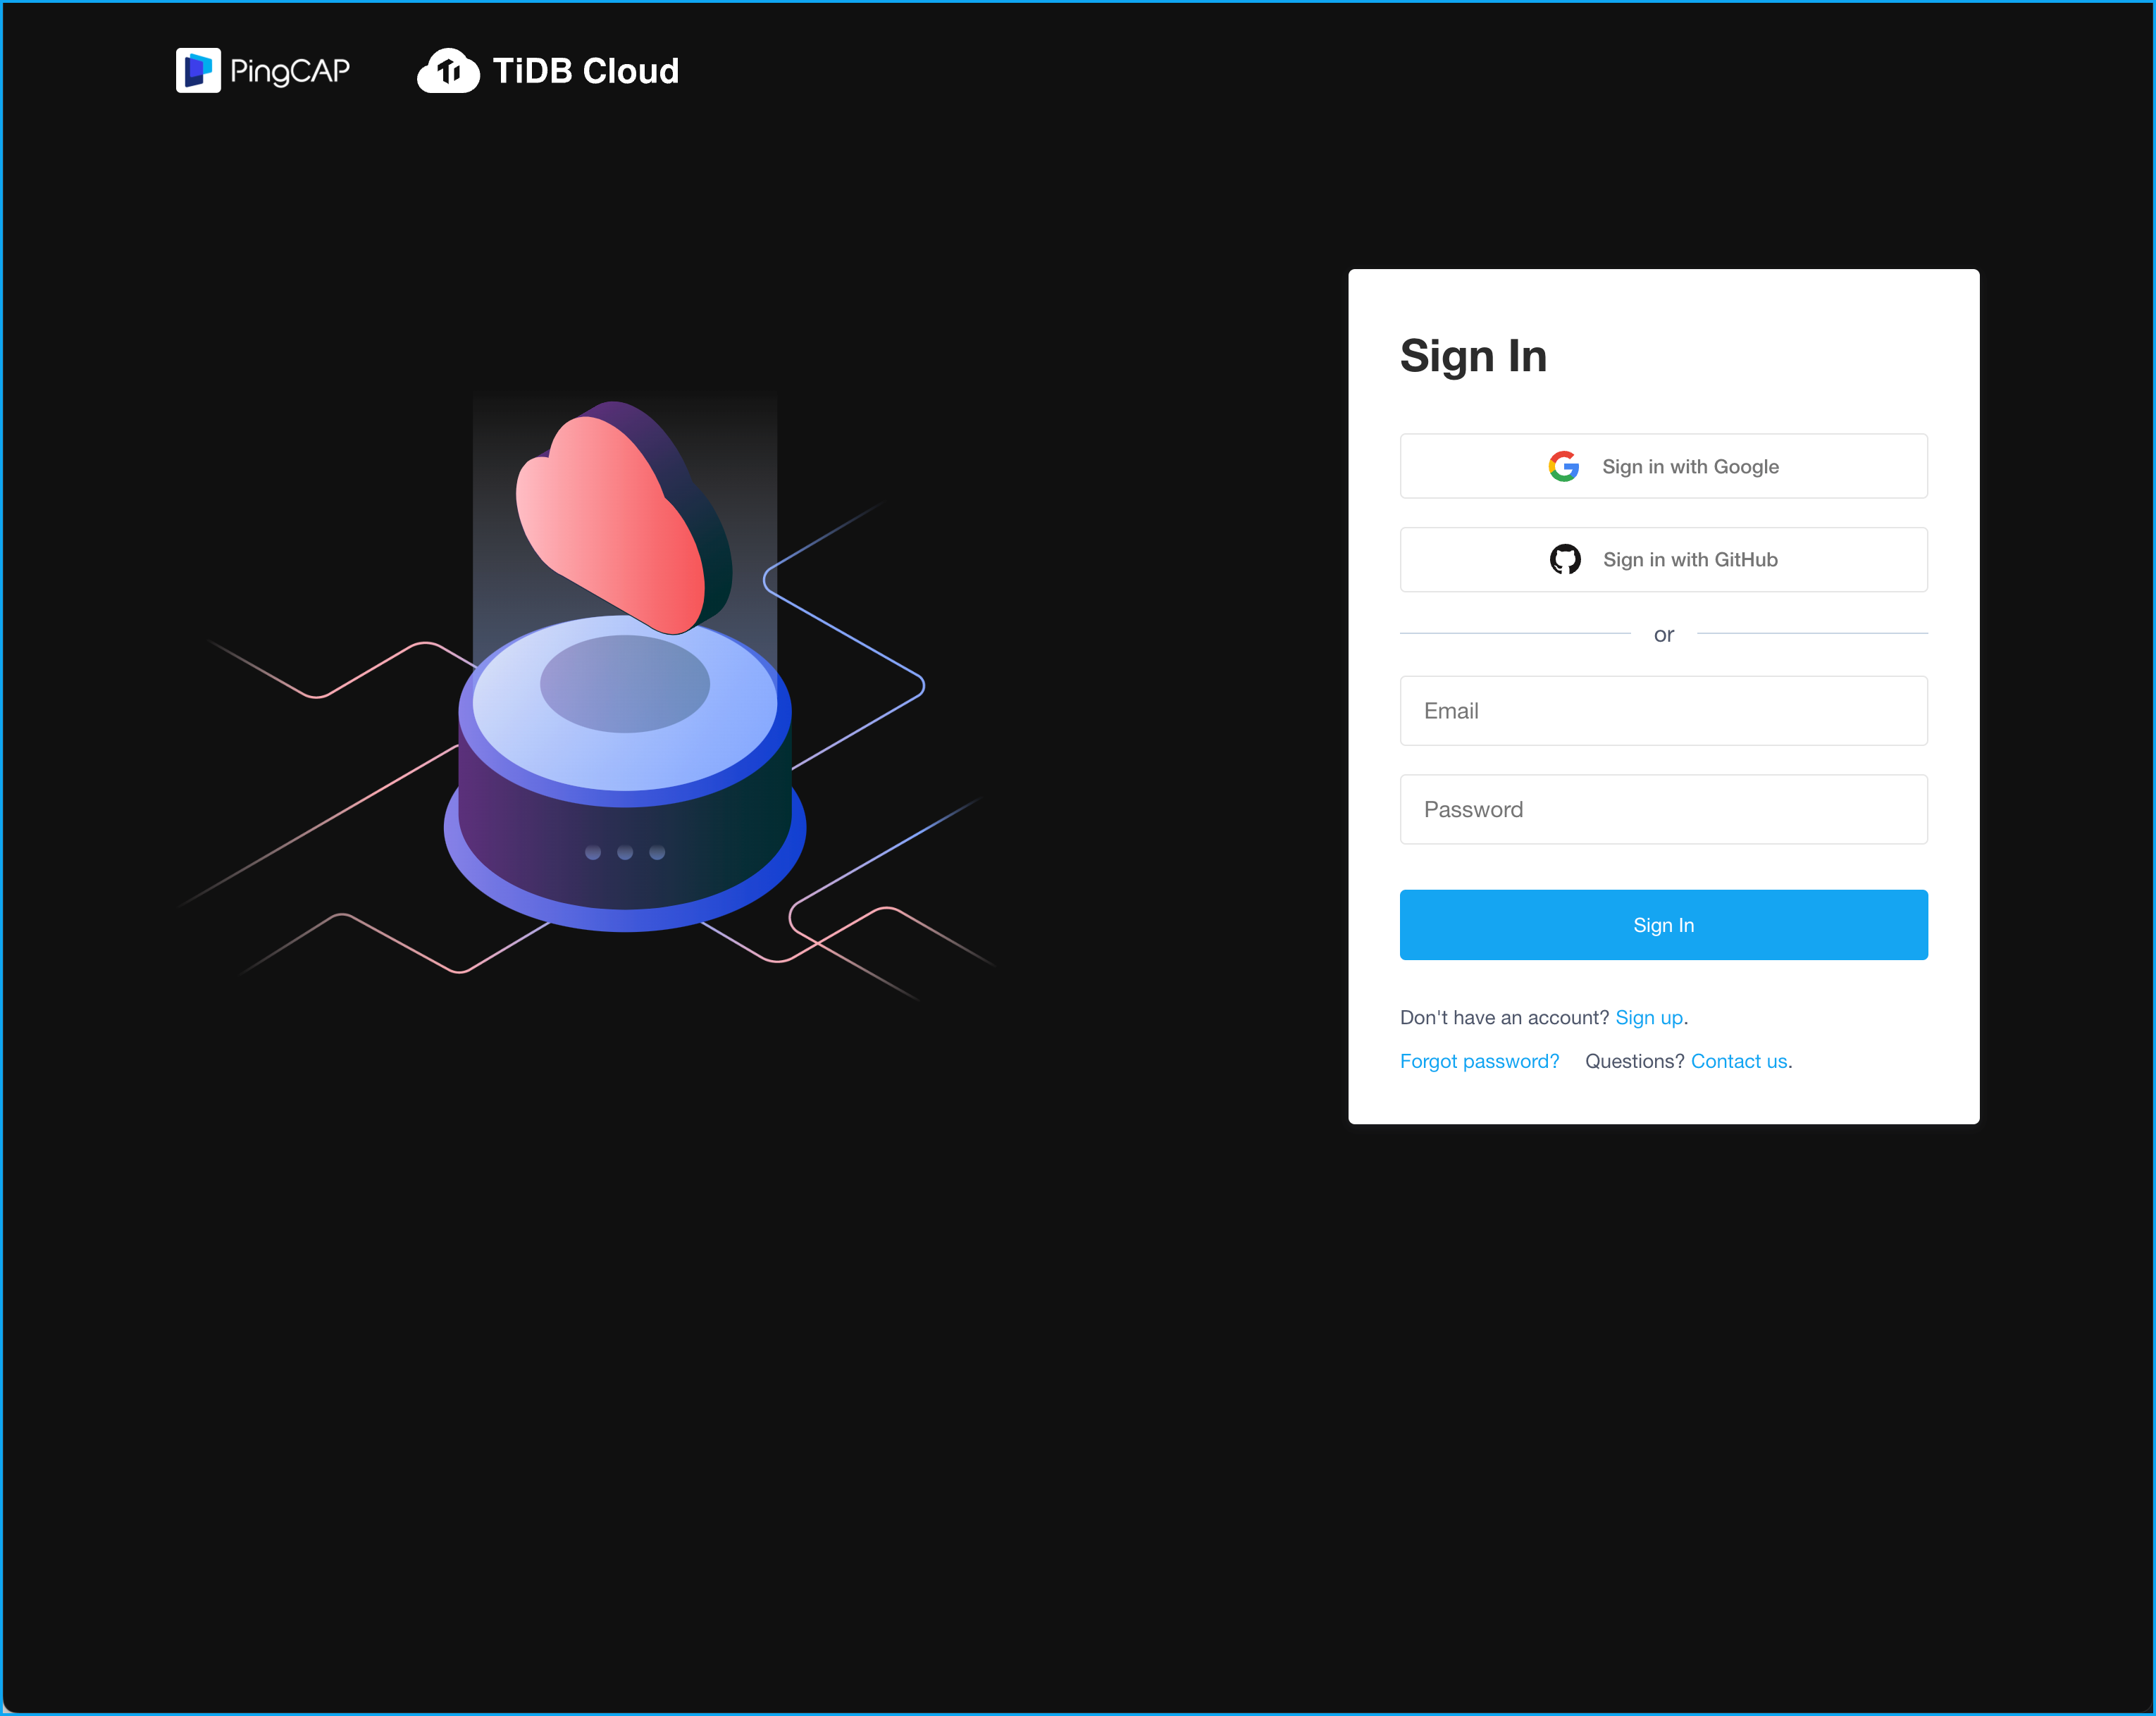 PingCAP
TiDB Cloud
Sign In
Sign in with Google
Sign in with GitHub
or
Email
Password
Sign In
Don't have an account? Sign up.
Forgot password? Questions? Contact us.